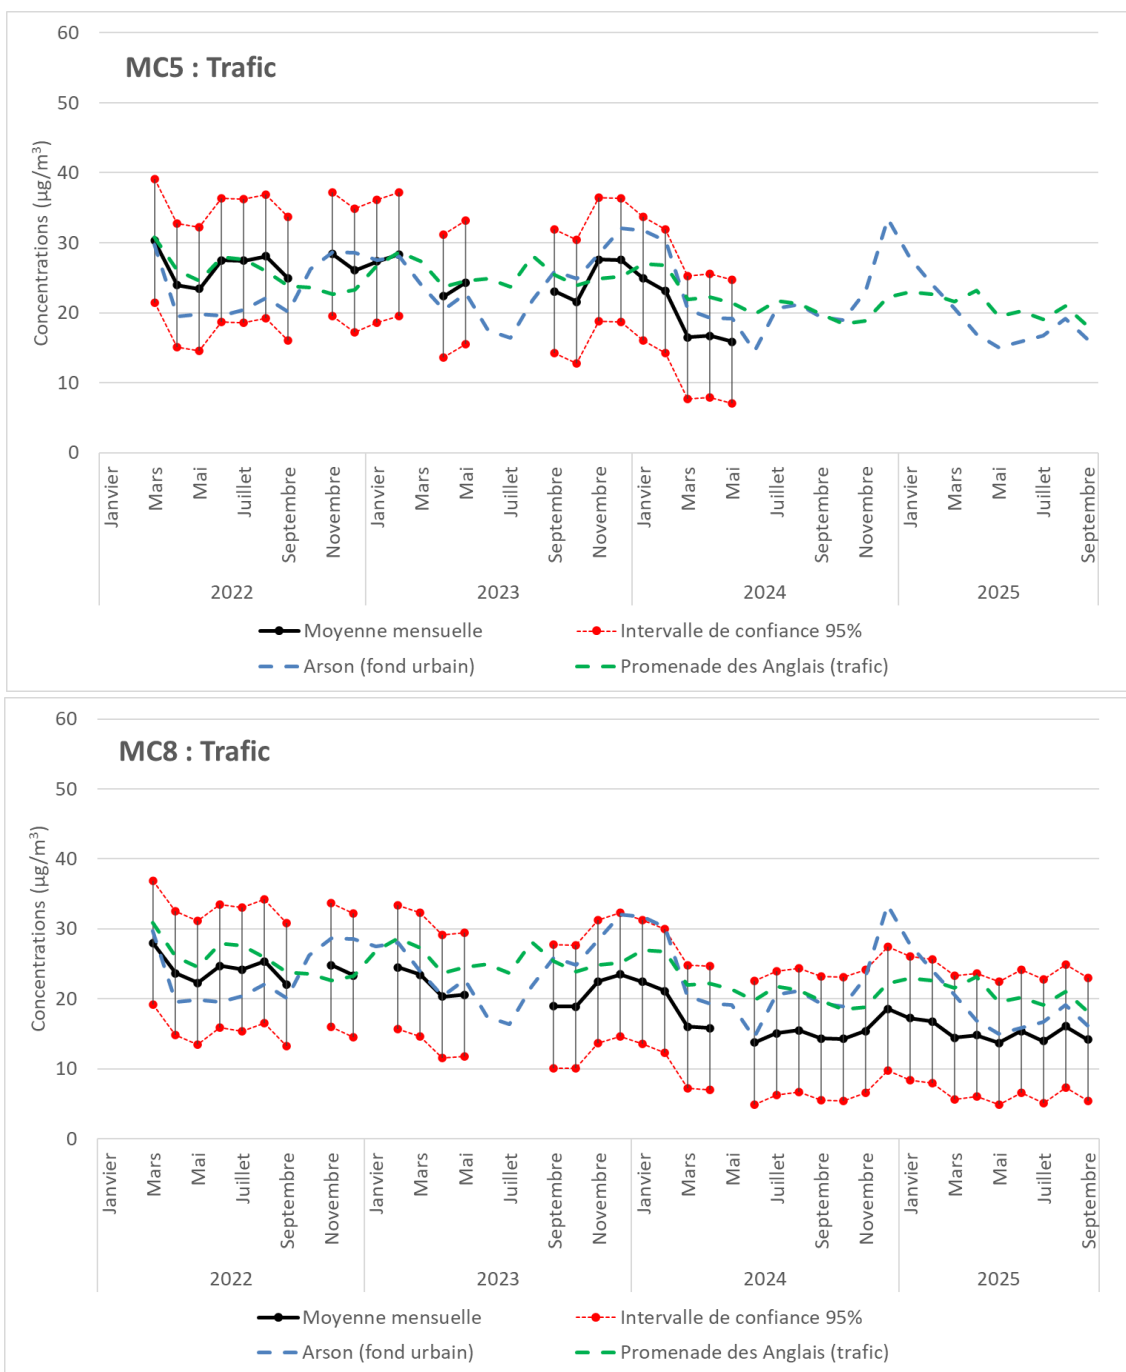 MC5 : Trafic
Concentrations (µg/m³)
60
50
40
30
20
10
0
Janvier Mars Mai Juillet Septembre Novembre Janvier Mars Mai Juillet Septembre Novembre Janvier Mars Mai Juillet Septembre Novembre Janvier Mars Mai Juillet Septembre
2022 2023 2024 2025
Moyenne mensuelle Intervalle de confiance 95%
Arson (fond urbain) Promenade des Anglais (trafic)
MC8 : Trafic
Concentrations (µg/m³)
60
50
40
30
20
10
0
Janvier Mars Mai Juillet Septembre Novembre Janvier Mars Mai Juillet Septembre Novembre Janvier Mars Mai Juillet Septembre Novembre Janvier Mars Mai Juillet Septembre
2022 2023 2024 2025
Moyenne mensuelle Intervalle de confiance 95%
Arson (fond urbain) Promenade des Anglais (trafic)